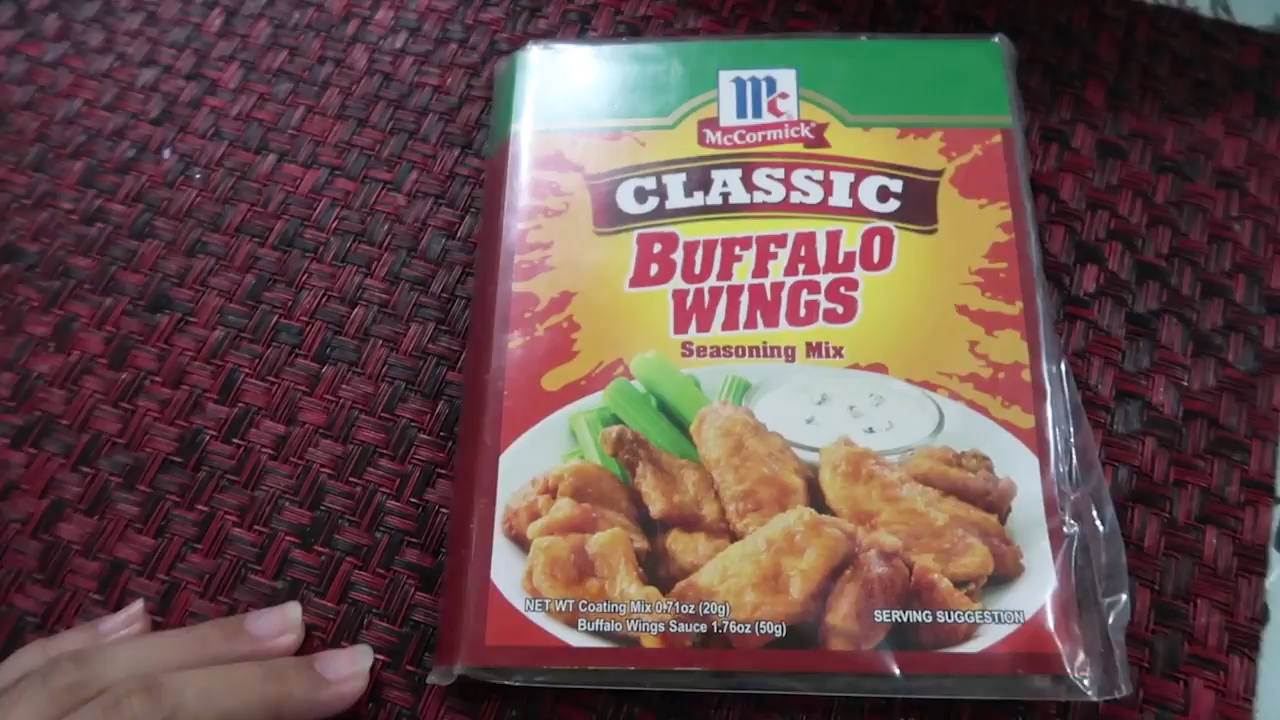 Mc
McCormick®
CLASSIC
BUFFALO
WINGS
Seasoning Mix
NET WT Coating Mix 0.71oz (20g)
Buffalo Wings Sauce 1.76oz (50g)
SERVING SUGGESTION